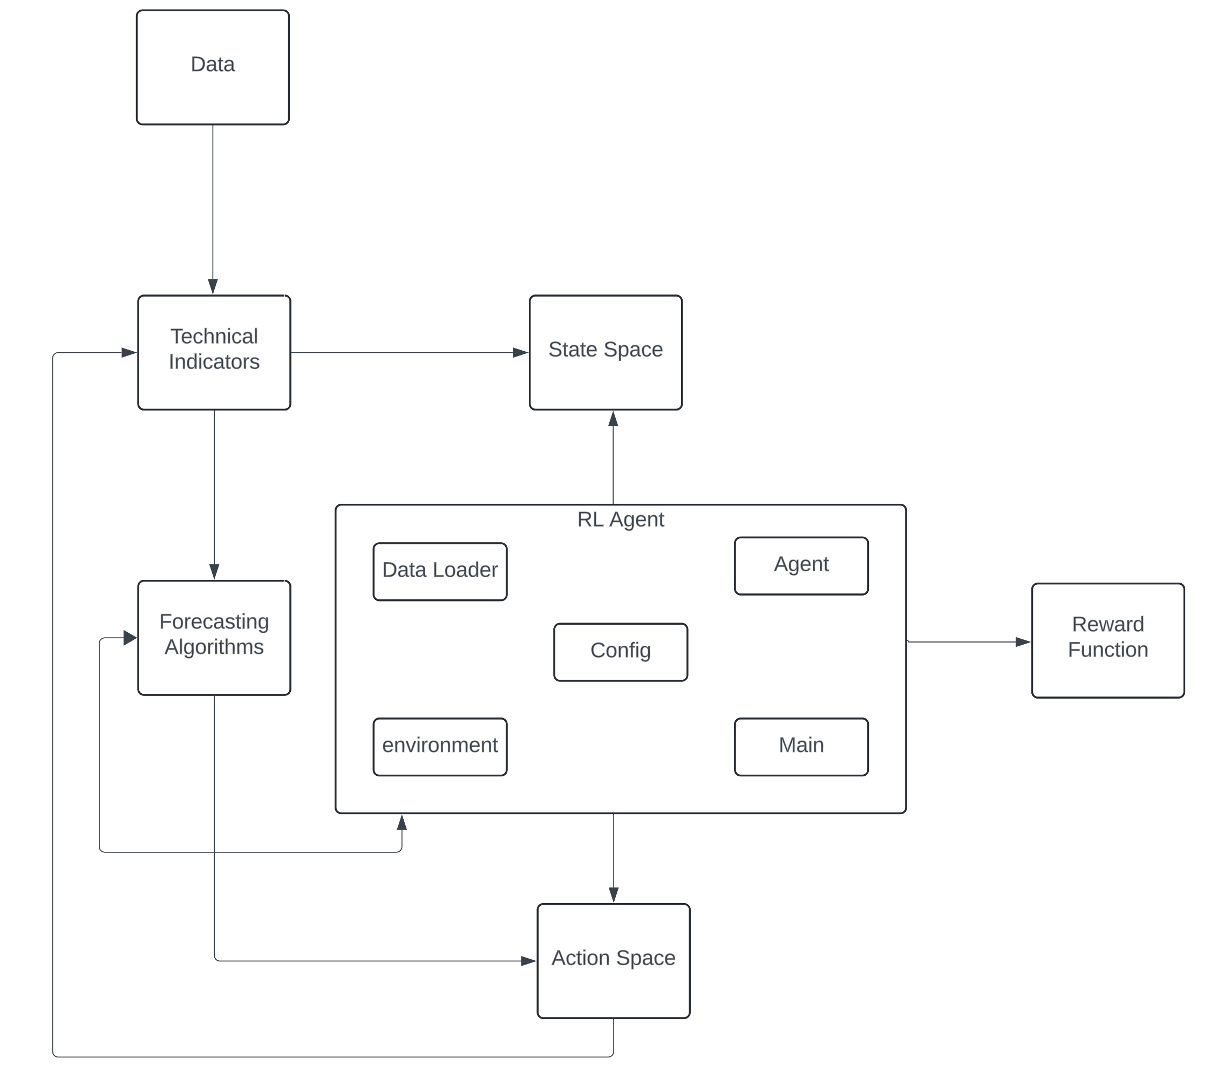 Data
Technical
Indicators
State Space
RL Agent
Data Loader
Agent
Config
environment
Main
Forecasting
Algorithms
Reward
Function
Action Space